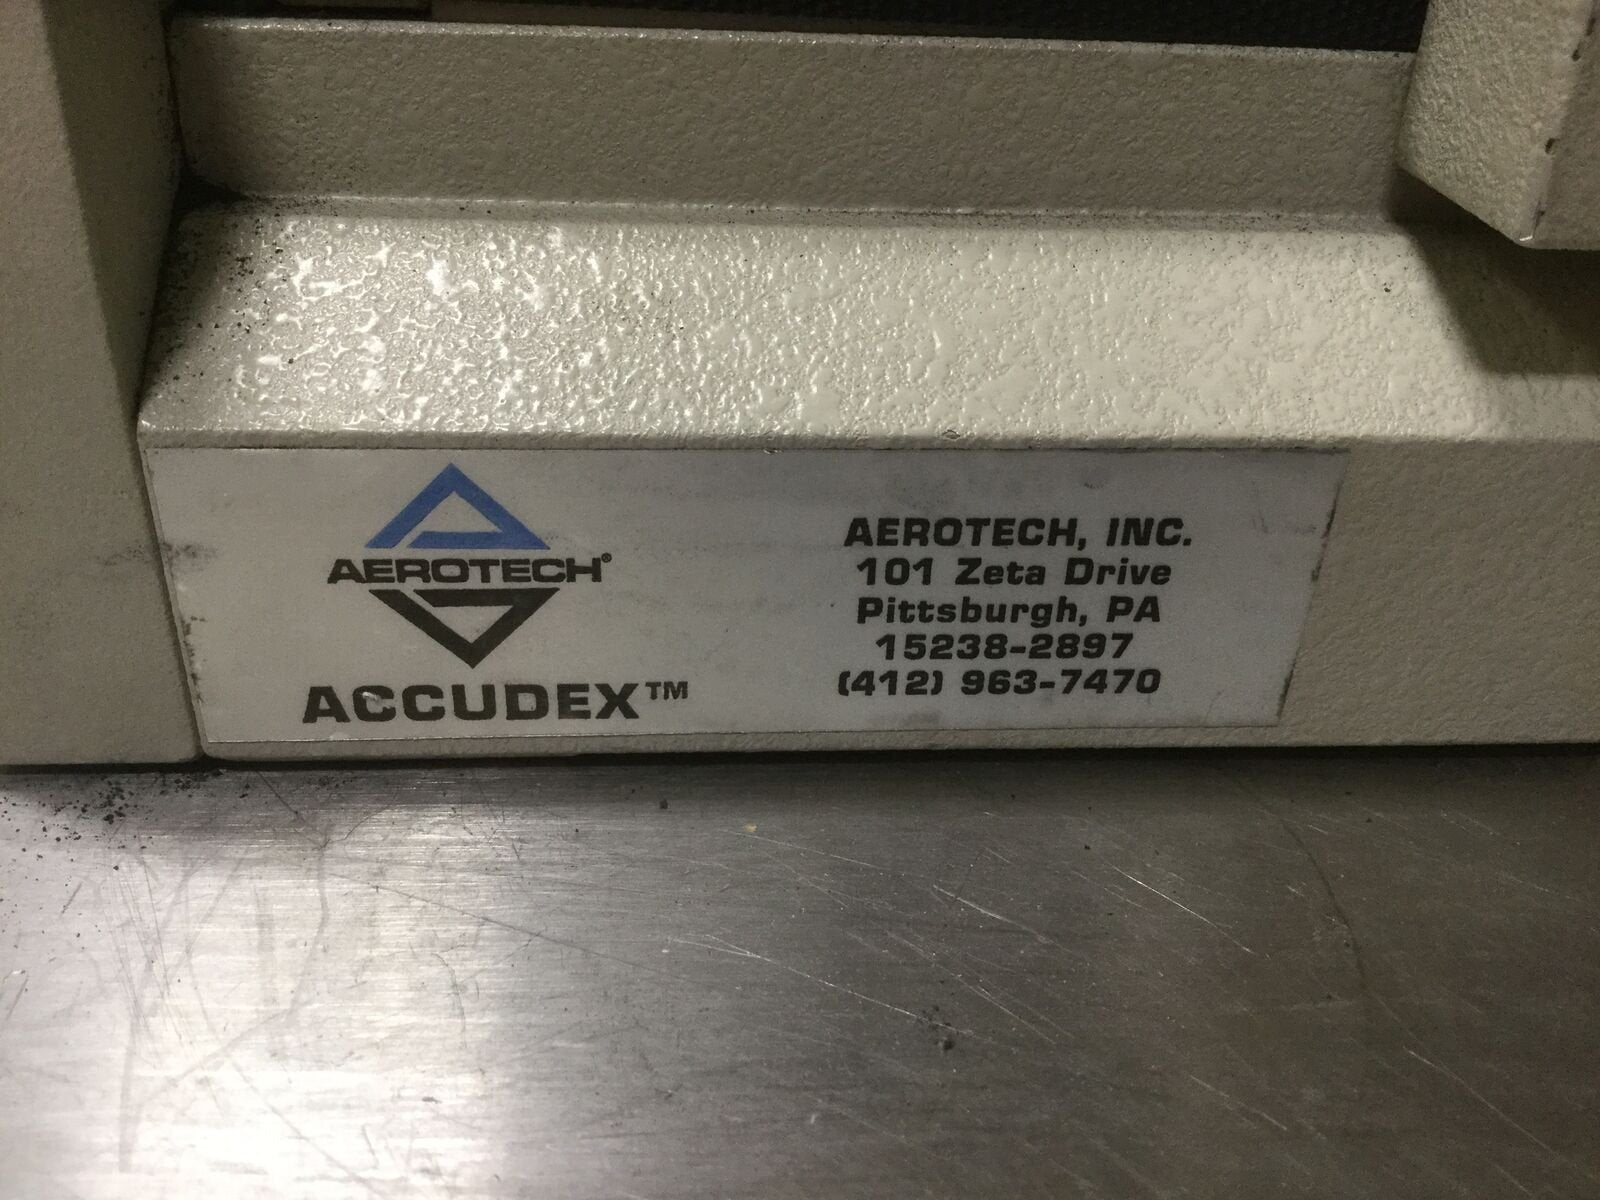 AEROTECH®
ACCUDEX™
AEROTECH, INC.
101 Zeta Drive
Pittsburgh, PA
15238-2897
(412) 963-7470